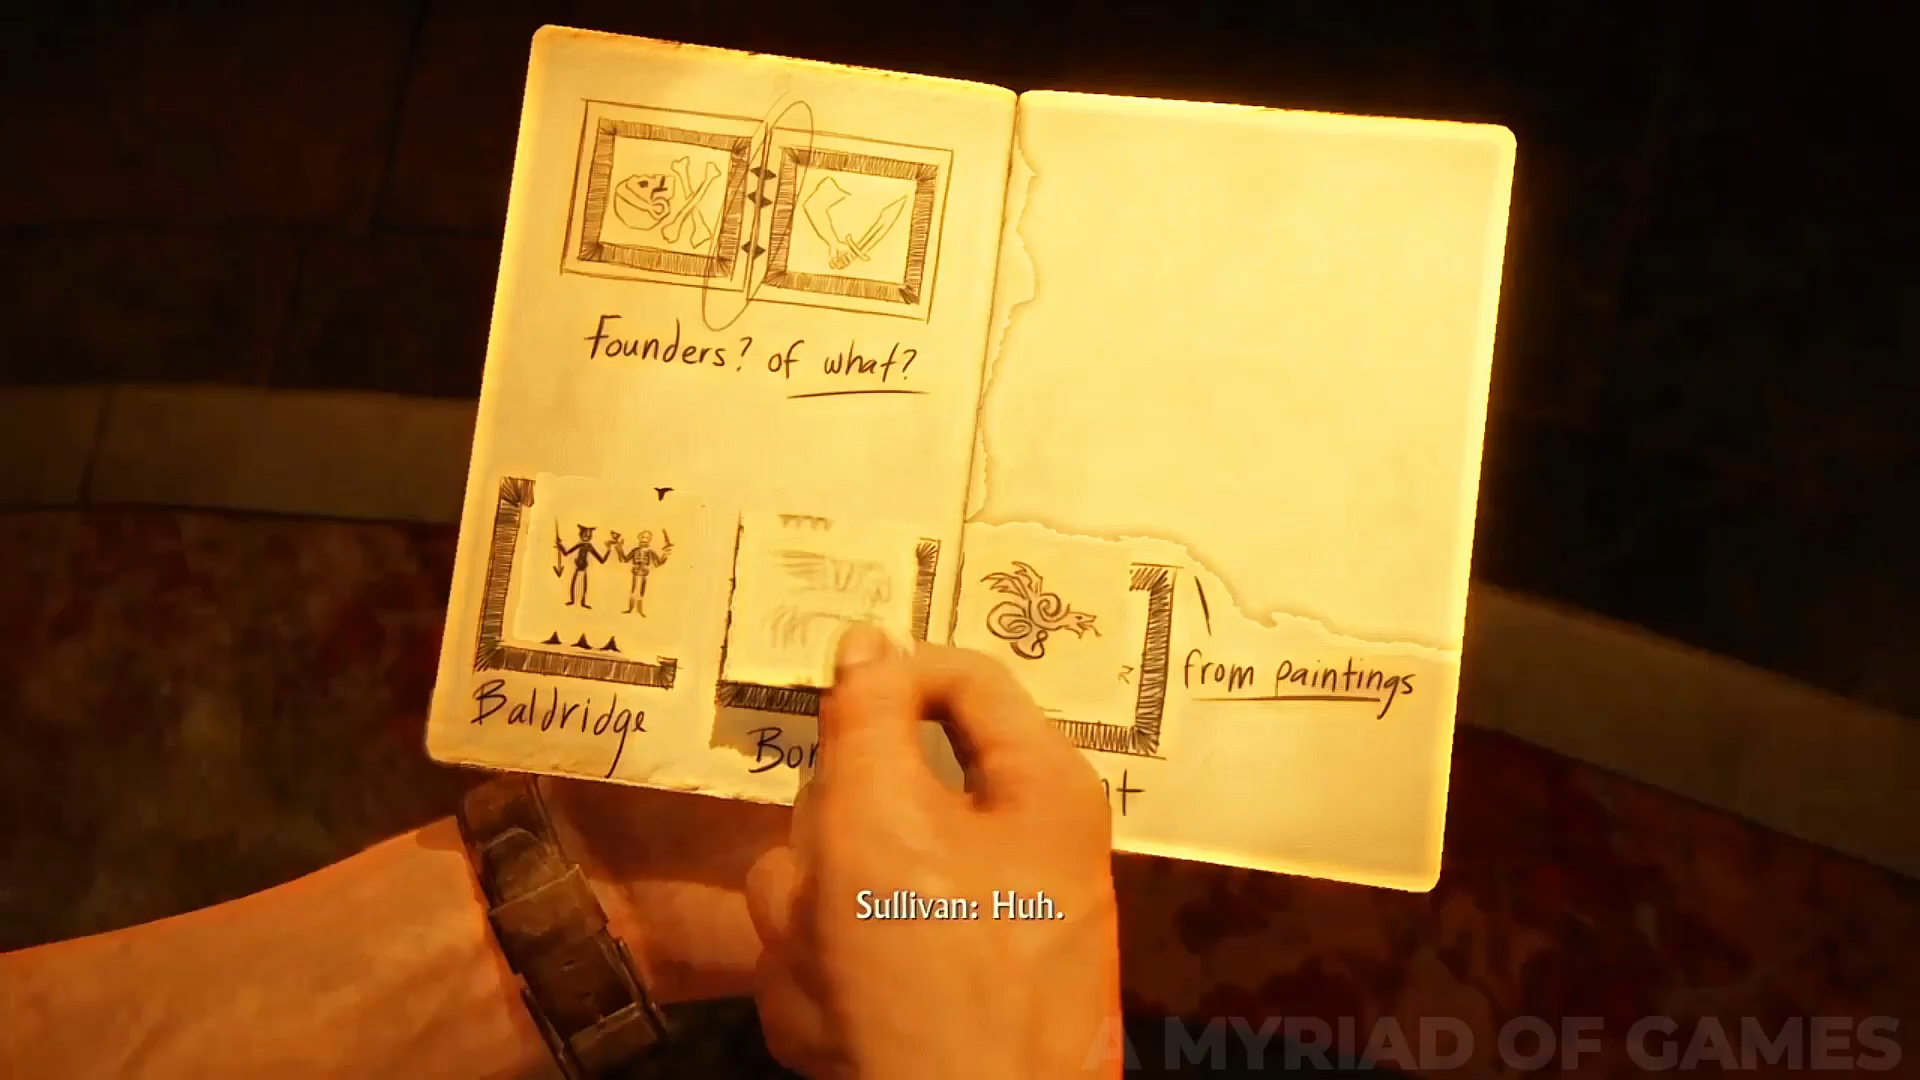 Founders? of what?
Baldridge
from paintings
Sullivan: Huh.
A MYRIAD OF GAMES